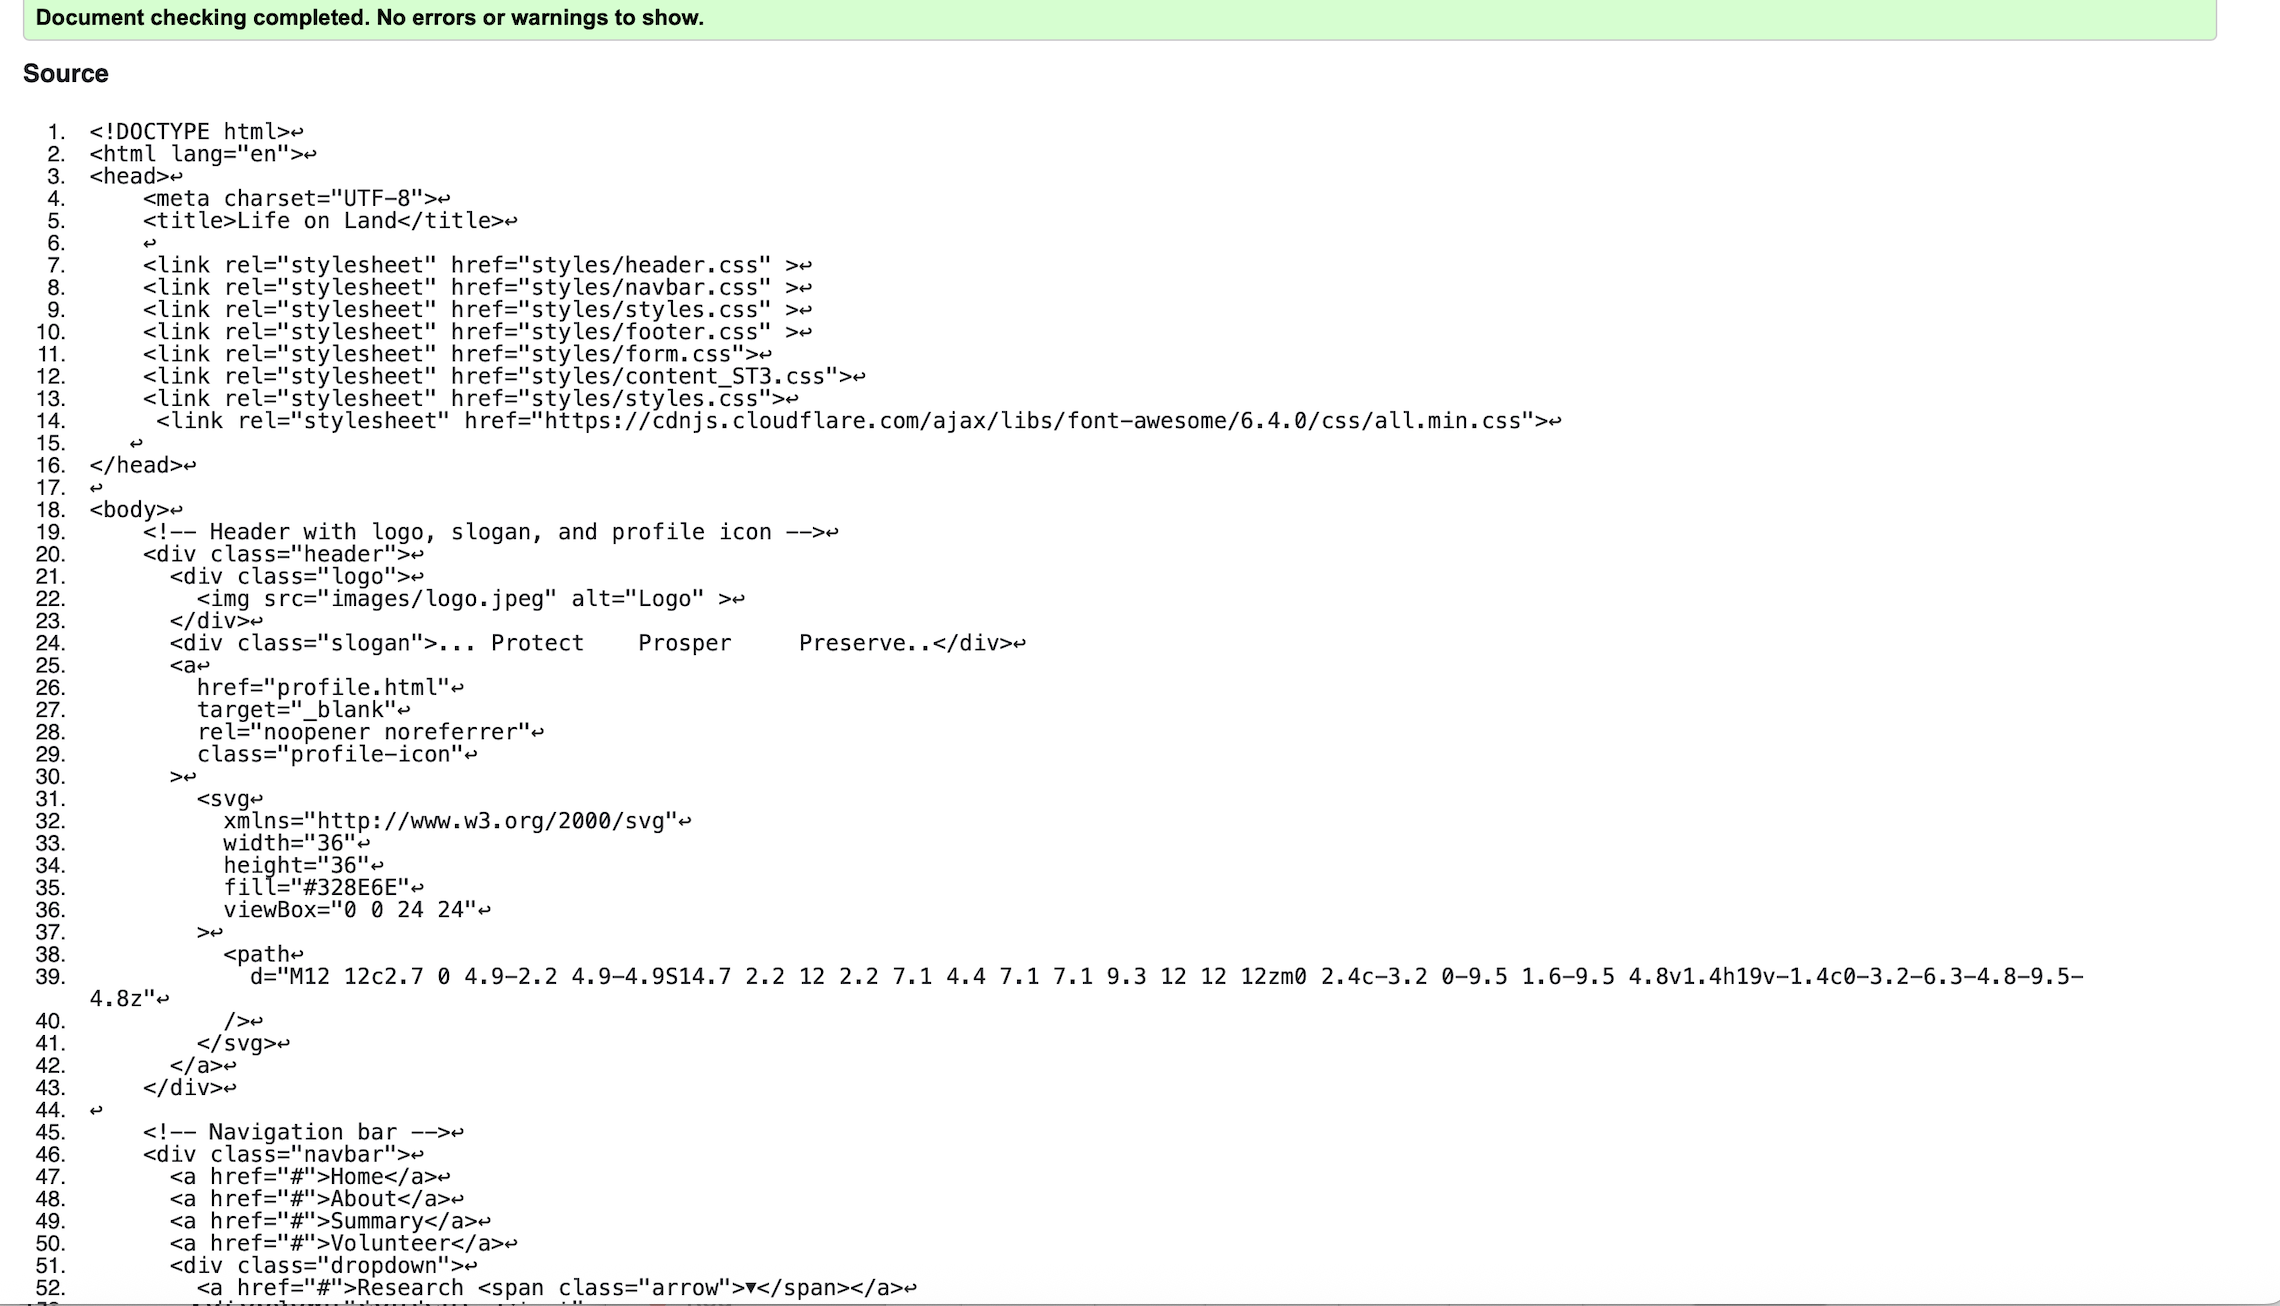 Document checking completed. No errors or warnings to show.
Source
1. <!DOCTYPE html>↩
2. <html lang="en">↩
3. <head>↩
4.     <meta charset="UTF-8">↩
5.     <title>Life on Land</title>↩
6.     ↩
7.     <link rel="stylesheet" href="styles/header.css" >↩
8.     <link rel="stylesheet" href="styles/navbar.css" >↩
9.     <link rel="stylesheet" href="styles/styles.css" >↩
10.     <link rel="stylesheet" href="styles/footer.css" >↩
11.     <link rel="stylesheet" href="styles/form.css">↩
12.     <link rel="stylesheet" href="styles/content_ST3.css">↩
13.     <link rel="stylesheet" href="styles/styles.css">↩
14.      <link rel="stylesheet" href="https://cdnjs.cloudflare.com/ajax/libs/font-awesome/6.4.0/css/all.min.css">↩
15.    ↩
16. </head>↩
17. ↩
18. <body>↩
19.     <!-- Header with logo, slogan, and profile icon -->↩
20.     <div class="header">↩
21.       <div class="logo">↩
22.         <img src="images/logo.jpeg" alt="Logo" >↩
23.       </div>↩
24.       <div class="slogan">... Protect    Prosper     Preserve..</div>↩
25.       <a↩
26.         href="profile.html"↩
27.         target="_blank"↩
28.         rel="noopener noreferrer"↩
29.         class="profile-icon"↩
30.       >↩
31.         <svg↩
32.           xmlns="http://www.w3.org/2000/svg"↩
33.           width="36"↩
34.           height="36"↩
35.           fill="#328E6E"↩
36.           viewBox="0 0 24 24"↩
37.         >↩
38.           <path↩
39.             d="M12 12c2.7 0 4.9-2.2 4.9-4.9S14.7 2.2 12 2.2 7.1 4.4 7.1 7.1 9.3 12 12 12zm0 2.4c-3.2 0-9.5 1.6-9.5 4.8v1.4h19v-1.4c0-3.2-6.3-4.8-9.5-
4.8z"↩
40.           />↩
41.         </svg>↩
42.       </a>↩
43.     </div>↩
44. ↩
45.     <!-- Navigation bar -->↩
46.     <div class="navbar">↩
47.       <a href="#">Home</a>↩
48.       <a href="#">About</a>↩
49.       <a href="#">Summary</a>↩
50.       <a href="#">Volunteer</a>↩
51.       <div class="dropdown">↩
52.         <a href="#">Research <span class="arrow">▼</span></a>↩